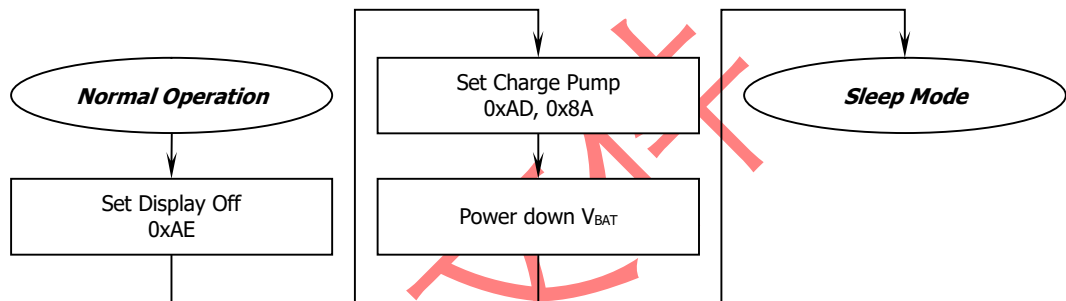 Normal Operation
Set Display Off
0xAE
Set Charge Pump
0xAD, 0x8A
Power down VBAT
Sleep Mode